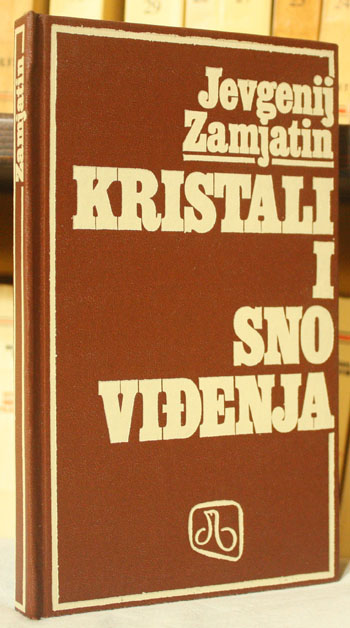 Zamjatin
Jevgenij
Zamjatin
KRISTALI
I
SNO
VIĐENJA